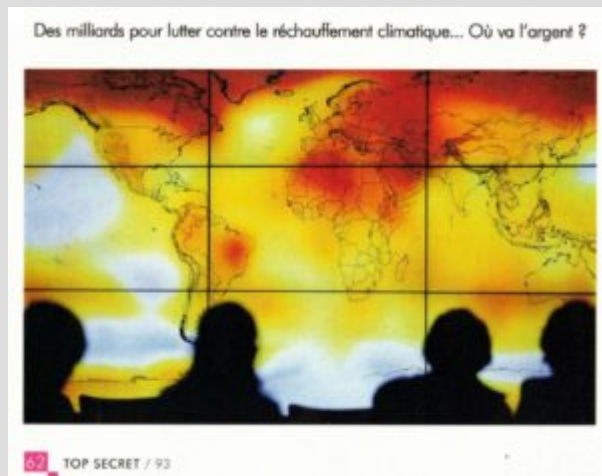 Des milliards pour lutter contre le réchauffement climatique... Où va l'argent ?
62 TOP SECRET / 93